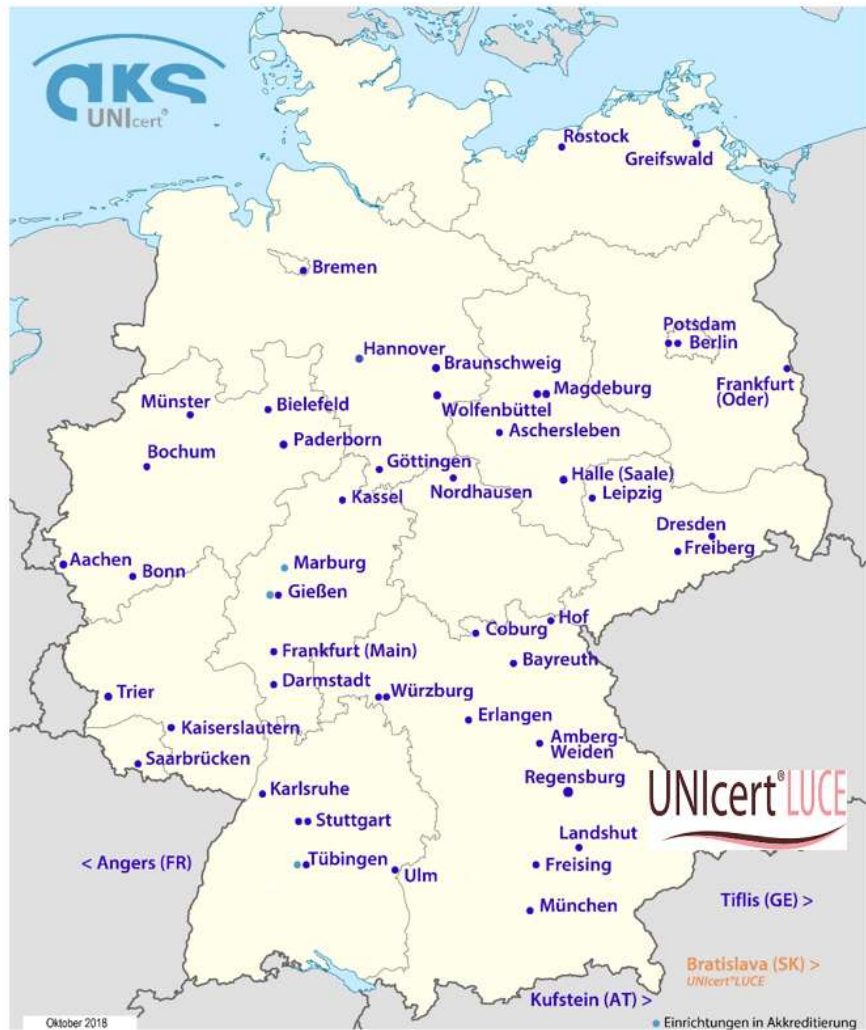 aks
UNIcert®
Rostock
Greifswald
Bremen
Potsdam
Hannover
Berlin
Braunschweig
Frankfurt
(Oder)
Magdeburg
Münster
Bielefeld
Wolfenbüttel
Aschersleben
Paderborn
Bochum
Göttingen
Halle (Saale)
Nordhausen
Leipzig
Kassel
Dresden
Freiberg
Aachen
Marburg
Bonn
Gießen
Hof
Coburg
Frankfurt (Main)
Bayreuth
Darmstadt
Trier
Würzburg
Erlangen
Kaiserslautern
Amberg-
Weiden
Saarbrücken
Regensburg
UNIcert®LUCE
Karlsruhe
Stuttgart
Landshut
< Angers (FR)
Tübingen
Freising
Ulm
Tiflis (GE) >
München
Bratislava (SK) >
UNIcert®LUCE
Kufstein (AT) >
Oktober 2018
Einrichtungen in Akkreditierung